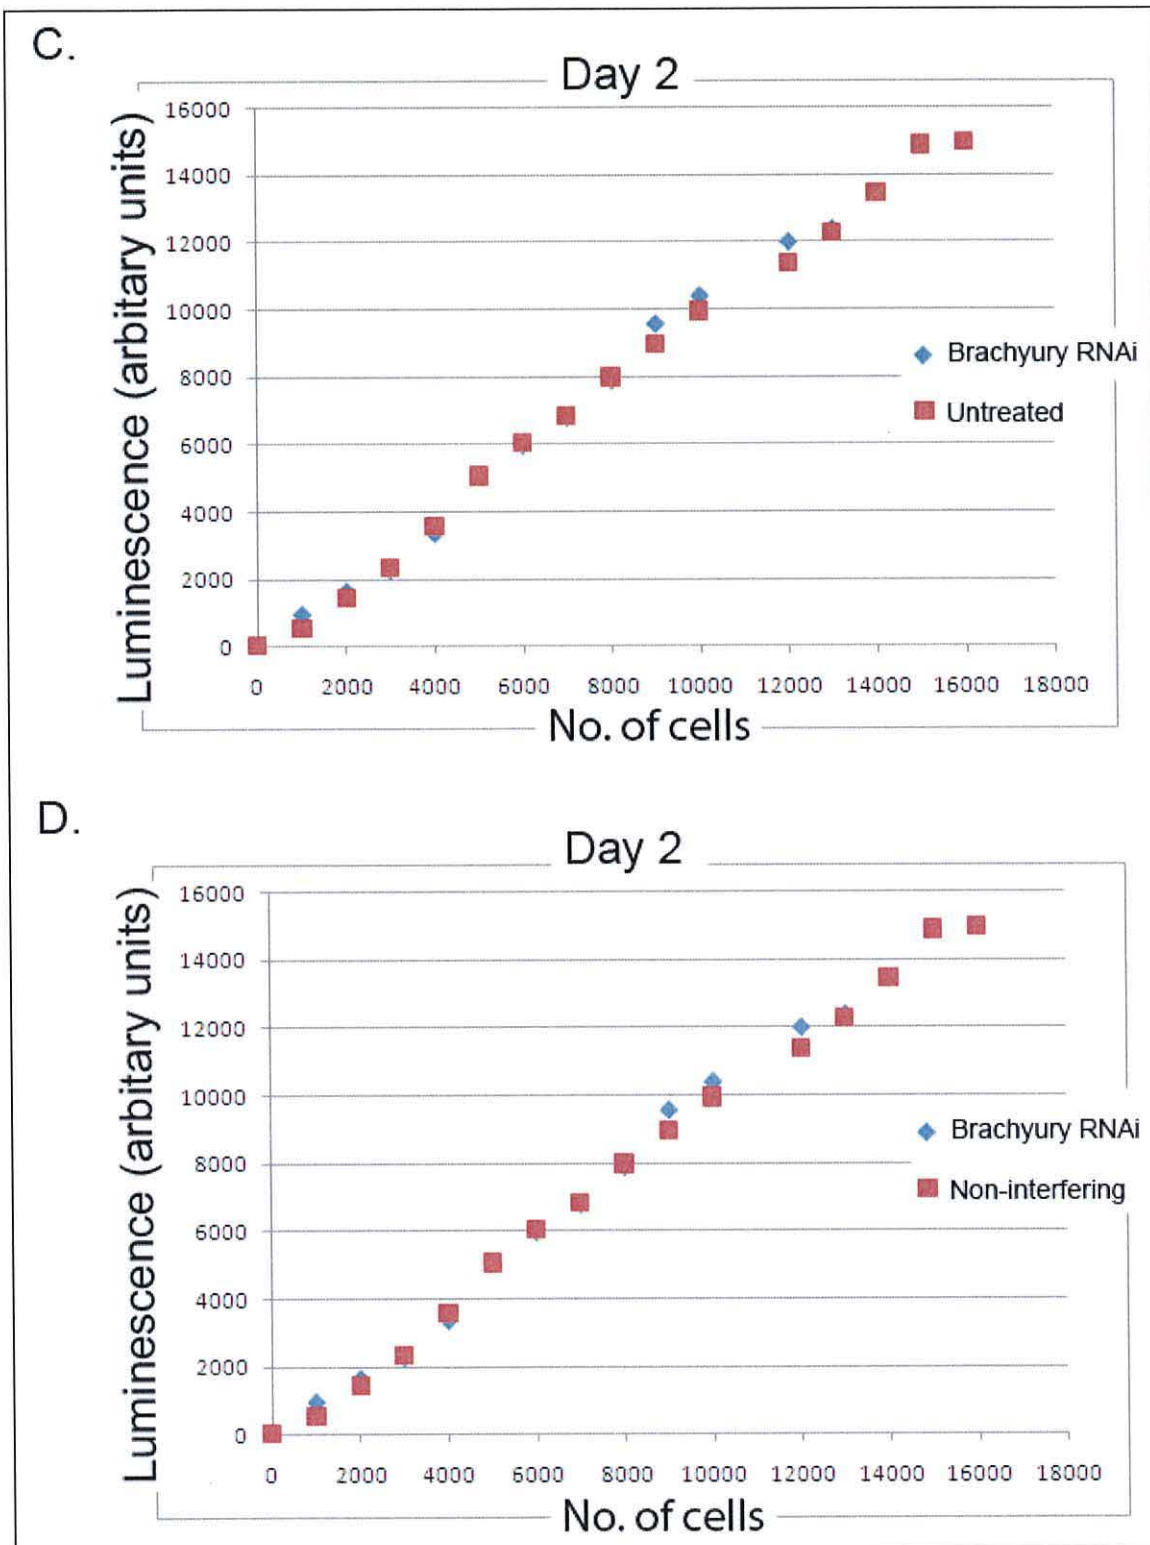 C.
Day 2
Luminescence (arbitary units)
16000
14000
12000
10000
8000
6000
4000
2000
0
Brachyury RNAi
Untreated
0 2000 4000 6000 8000 10000 12000 14000 16000 18000
No. of cells
D.
Day 2
Luminescence (arbitary units)
16000
14000
12000
10000
8000
6000
4000
2000
0
Brachyury RNAi
Non-interfering
0 2000 4000 6000 8000 10000 12000 14000 16000 18000
No. of cells